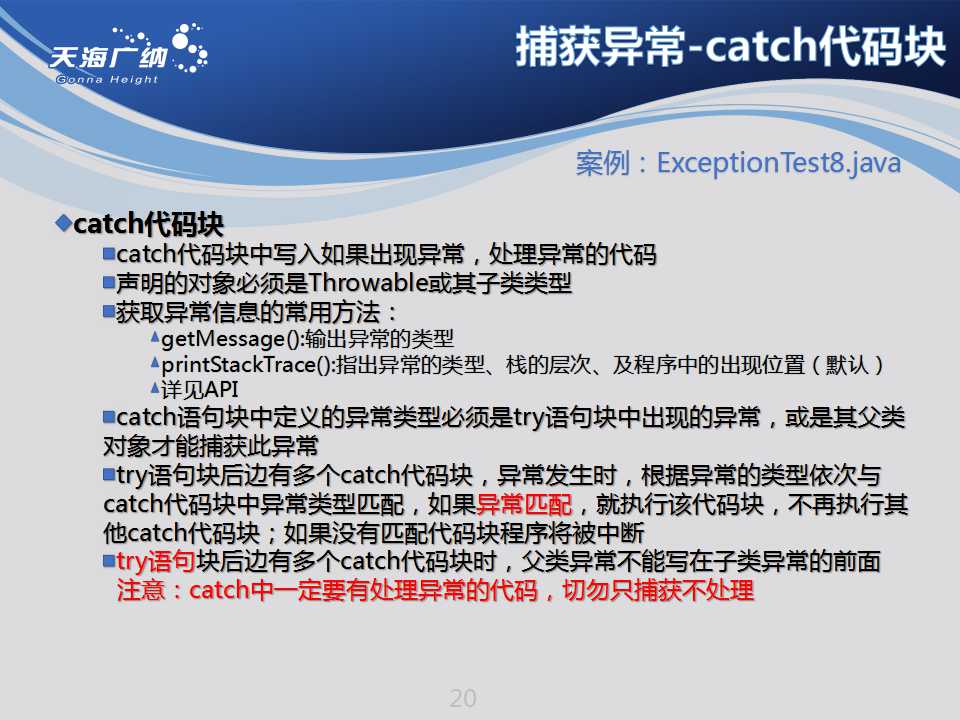 天海广纳
Gonna Height
捕获异常-catch代码块
案例：ExceptionTest8.java
catch代码块
catch代码块中写入如果出现异常，处理异常的代码
声明的对象必须是Throwable或其子类类型
获取异常信息的常用方法：
getMessage():输出异常的类型
printStackTrace():指出异常的类型、栈的层次、及程序中的出现位置（默认）
详见API
catch语句块中定义的异常类型必须是try语句块中出现的异常，或是其父类
对象才能捕获此异常
try语句块后边有多个catch代码块，异常发生时，根据异常的类型依次与
catch代码块中异常类型匹配，如果异常匹配，就执行该代码块，不再执行其
他catch代码块；如果没有匹配代码块程序将被中断
try语句块后边有多个catch代码块时，父类异常不能写在子类异常的前面
注意：catch中一定要有处理异常的代码，切勿只捕获不处理
20